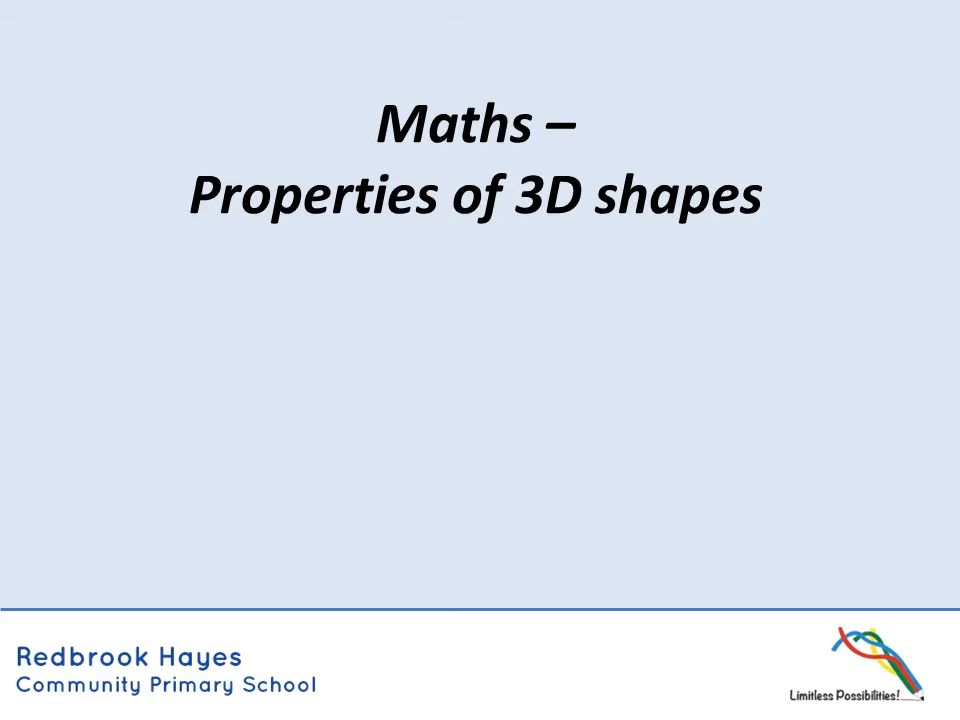 Maths –
Properties of 3D shapes
Redbrook Hayes
Community Primary School
Limitless Possibilities!